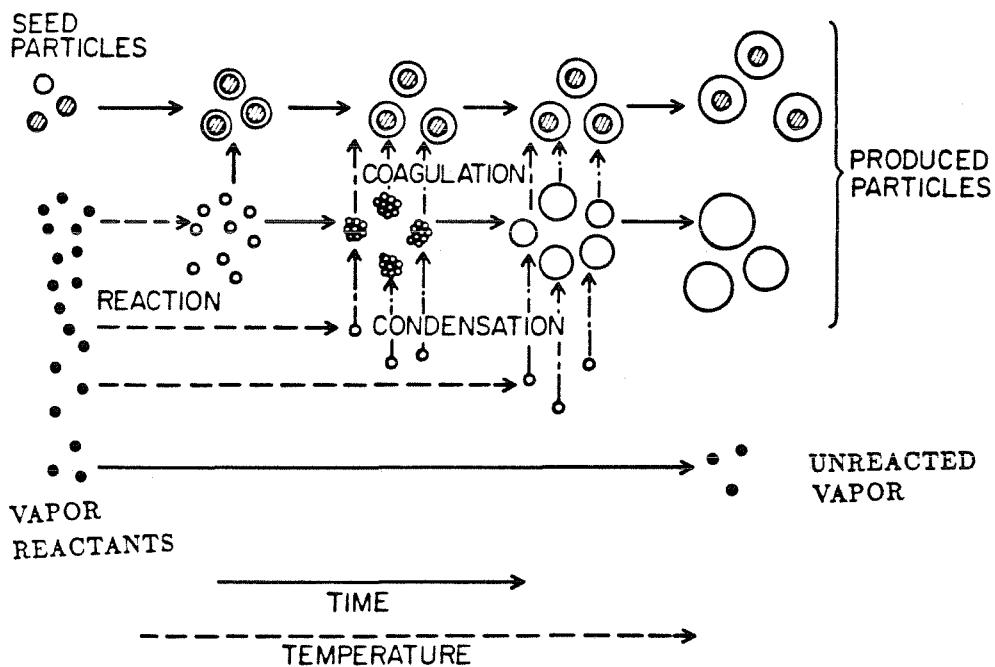 SEED
PARTICLES
COAGULATION
PRODUCED
PARTICLES
REACTION
CONDENSATION
UNREACTED
VAPOR
VAPOR
REACTANTS
TIME
TEMPERATURE